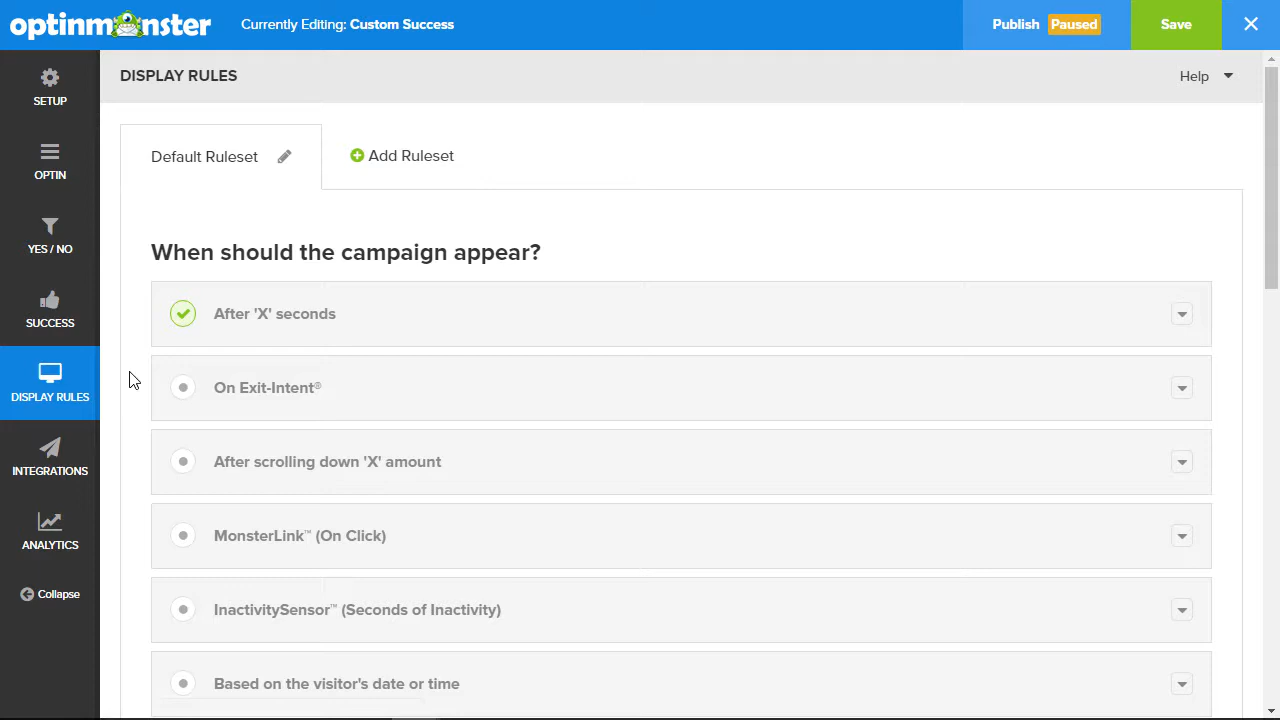 optinmonster
Currently Editing: Custom Success
Publish Paused
Save
SETUP
OPTIN
YES / NO
SUCCESS
DISPLAY RULES
INTEGRATIONS
ANALYTICS
Collapse
DISPLAY RULES
Help
Default Ruleset
Add Ruleset
When should the campaign appear?
After 'X' seconds
On Exit-Intent®
After scrolling down 'X' amount
MonsterLink™ (On Click)
InactivitySensor™ (Seconds of Inactivity)
Based on the visitor's date or time